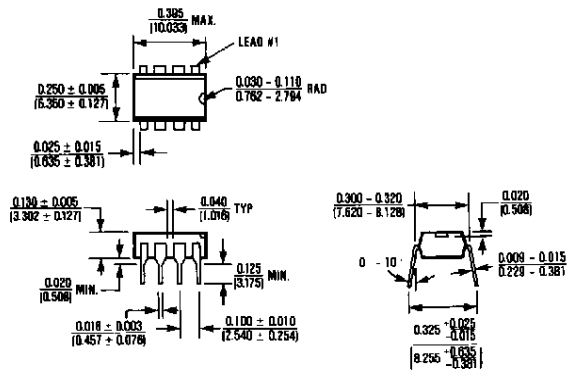 0.395
(10.033) MAX.
LEAD #1
0.250 ± 0.005
(6.350 ± 0.127)
0.030 - 0.110
0.762 - 2.794 RAD
0.025 ± 0.015
(0.635 ± 0.381)
0.130 ± 0.005
(3.302 ± 0.127)
0.040
(1.016) TYP
0.300 - 0.320
(7.620 - 8.128)
0.020
(0.508)
0 - 10°
0.009 - 0.015
0.229 - 0.381
0.020
(0.508) MIN.
0.125
(3.175) MIN.
0.018 ± 0.003
(0.457 ± 0.076)
0.100 ± 0.010
(2.540 ± 0.254)
0.325 +0.025
-0.015
(8.255 +0.635
-0.381)